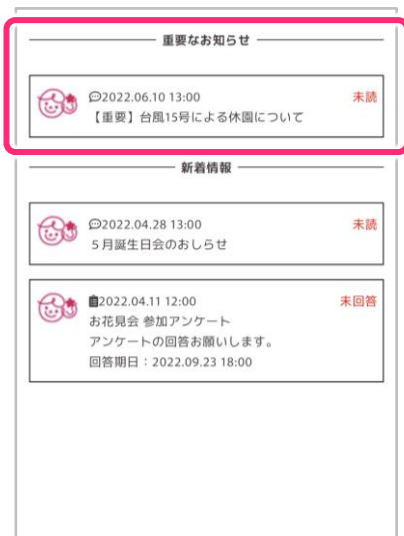 重要なお知らせ
2022.06.10 13:00 未読
【重要】台風15号による休園について
新着情報
2022.04.28 13:00 未読
５月誕生日会のおしらせ
2022.04.11 12:00 未回答
お花見会 参加アンケート
アンケートの回答お願いします。
回答期日：2022.09.23 18:00